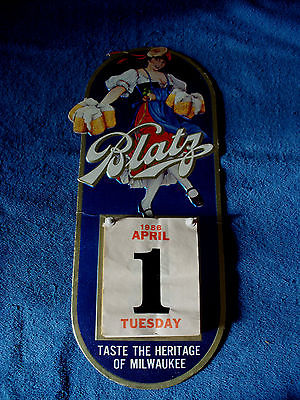 Blatz
1986
APRIL
1
TUESDAY
TASTE THE HERITAGE
OF MILWAUKEE